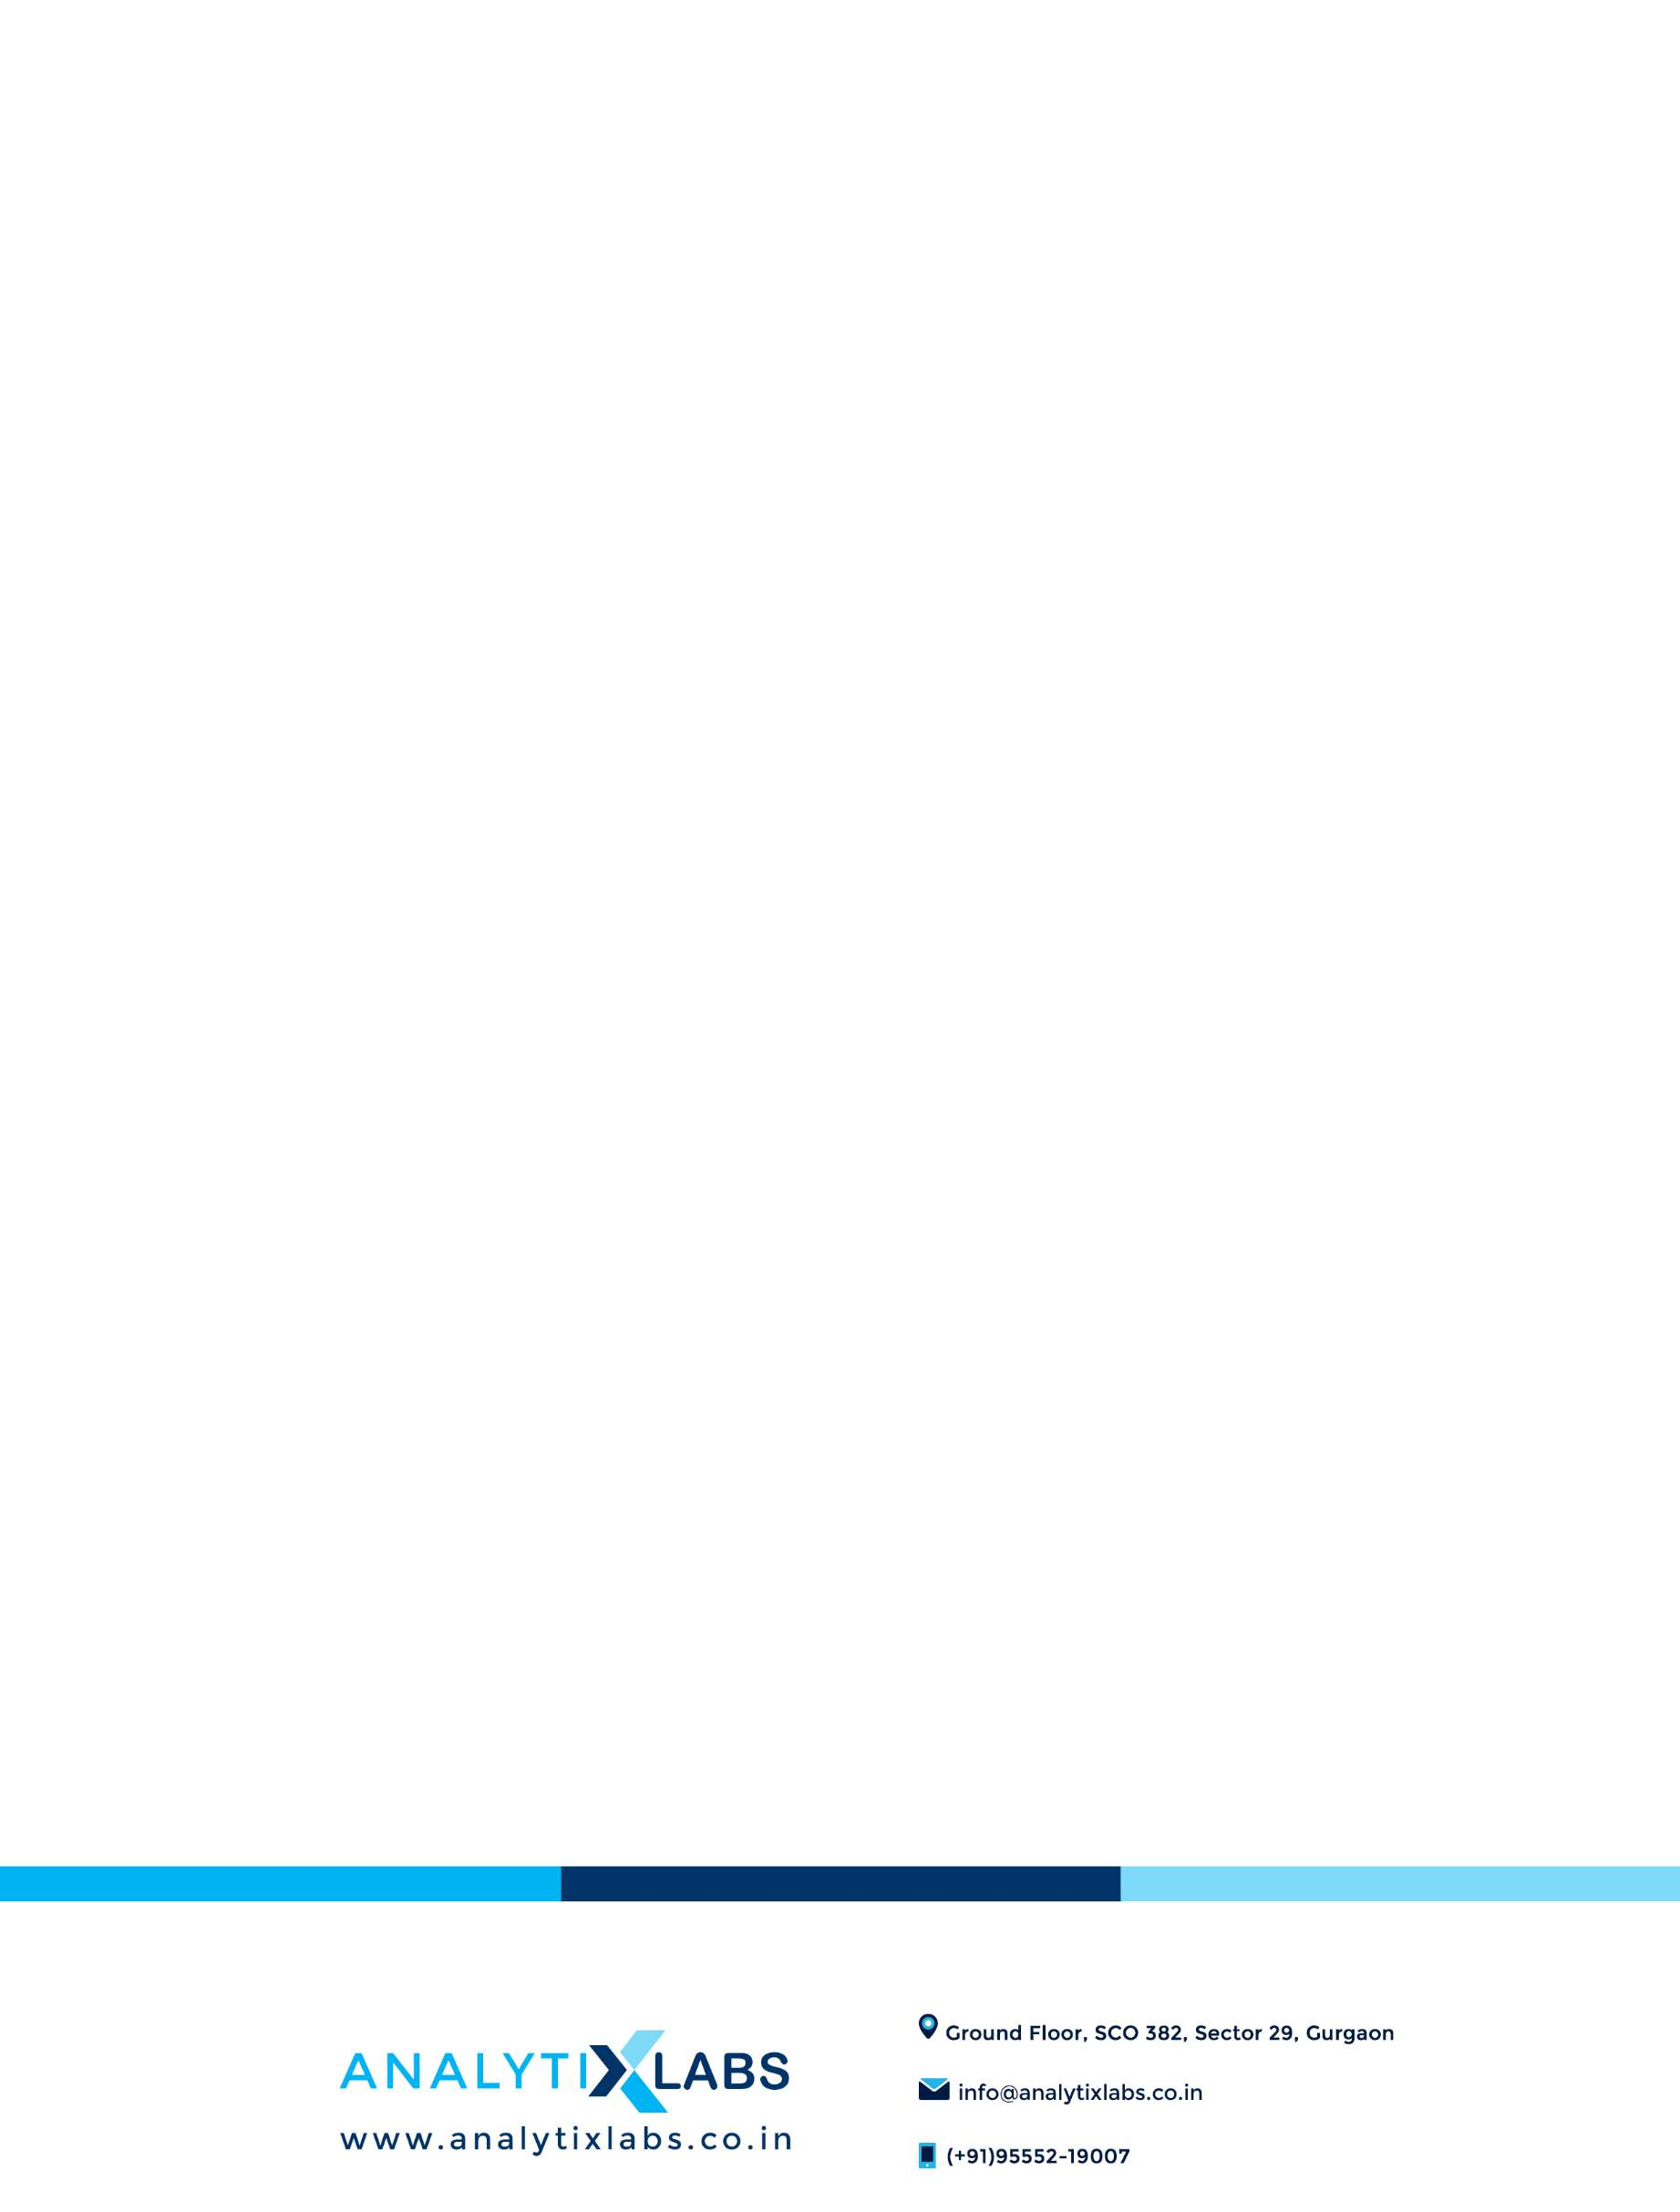 ANALYTIXLABS
www.analytixlabs.co.in
Ground Floor, SCO 382, Sector 29, Gurgaon
info@analytixlabs.co.in
(+91)95552-19007